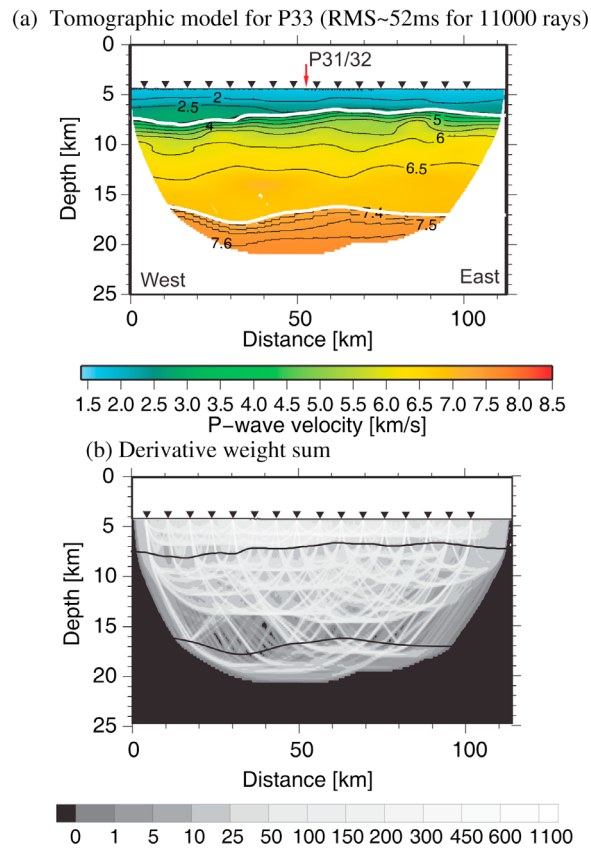 (a) Tomographic model for P33 (RMS~52ms for 11000 rays)
0
P31/32
5
2
2.5
4
5
10
6
6.5
15
7.4
7.5
20
7.6
West
East
25
0 50 100
Depth [km]
Distance [km]
1.5 2.0 2.5 3.0 3.5 4.0 4.5 5.0 5.5 6.0 6.5 7.0 7.5 8.0 8.5
P−wave velocity [km/s]
(b) Derivative weight sum
0
5
10
15
20
25
Depth [km]
0 50 100
Distance [km]
0 1 5 10 25 50 100 150 200 300 450 600 1100